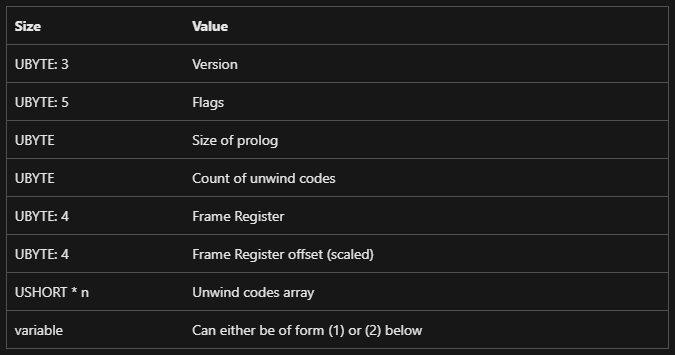 Size Value
UBYTE: 3 Version
UBYTE: 5 Flags
UBYTE Size of prolog
UBYTE Count of unwind codes
UBYTE: 4 Frame Register
UBYTE: 4 Frame Register offset (scaled)
USHORT * n Unwind codes array
variable Can either be of form (1) or (2) below